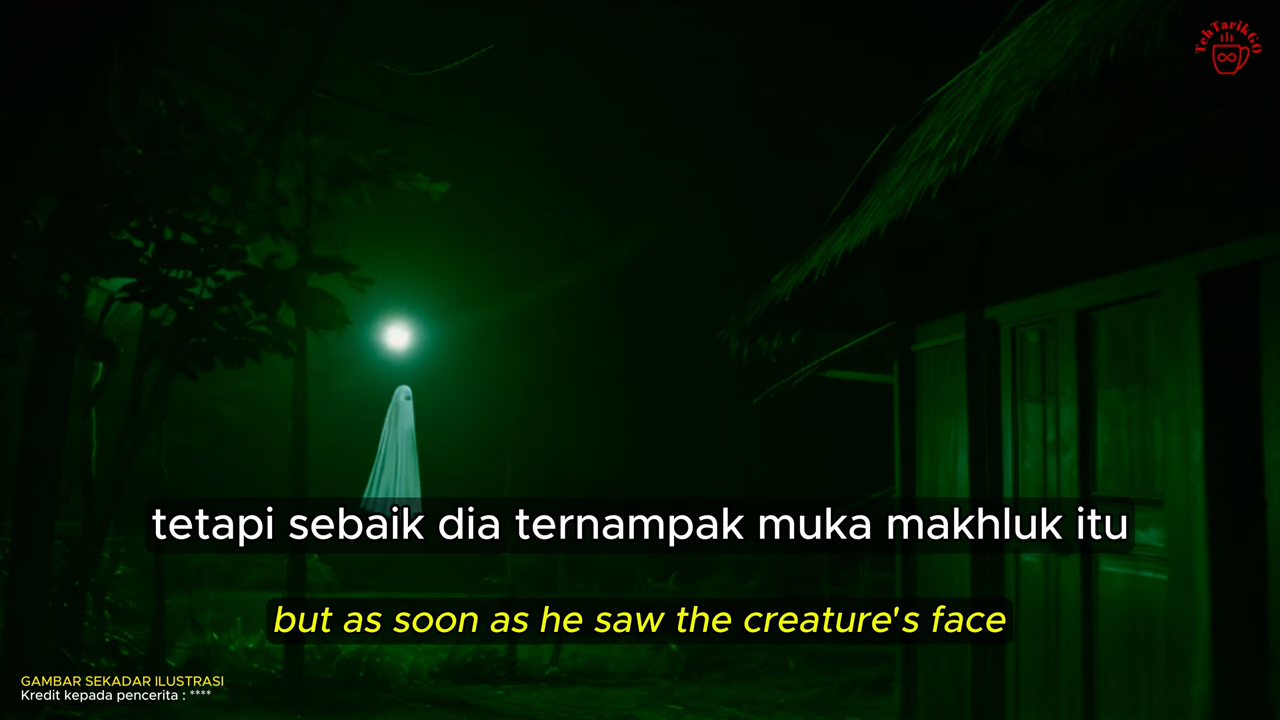 TehTarikGO
tetapi sebaik dia ternampak muka makhluk itu
but as soon as he saw the creature's face
GAMBAR SEKADAR ILUSTRASI
Kredit kepada pencerita : ****